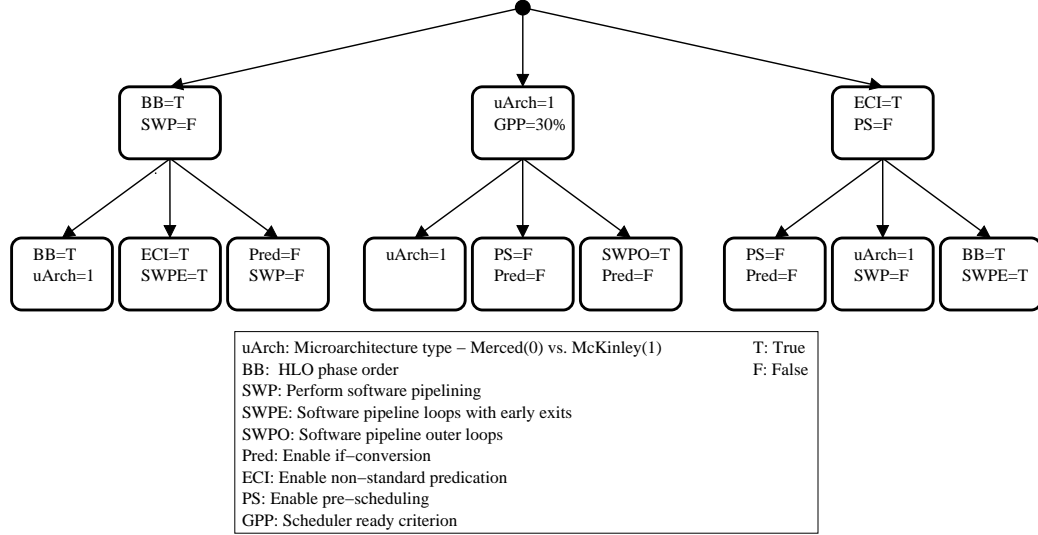 BB=T
SWP=F
uArch=1
GPP=30%
ECI=T
PS=F
BB=T
uArch=1
ECI=T
SWPE=T
Pred=F
SWP=F
uArch=1
PS=F
Pred=F
SWPO=T
Pred=F
PS=F
Pred=F
uArch=1
SWP=F
BB=T
SWPE=T
uArch: Microarchitecture type − Merced(0) vs. McKinley(1) T: True
BB: HLO phase order F: False
SWP: Perform software pipelining
SWPE: Software pipeline loops with early exits
SWPO: Software pipeline outer loops
Pred: Enable if−conversion
ECI: Enable non−standard predication
PS: Enable pre−scheduling
GPP: Scheduler ready criterion